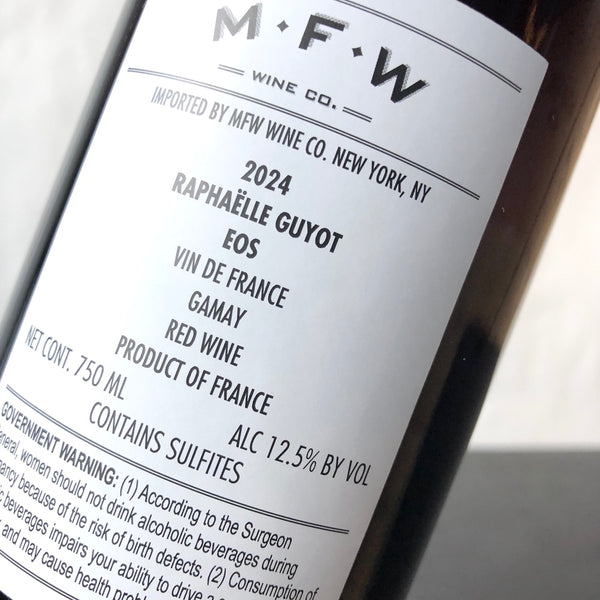 M·F·W
WINE CO.
IMPORTED BY MFW WINE CO. NEW YORK, NY
2024
RAPHAËLLE GUYOT
EOS
VIN DE FRANCE
GAMAY
RED WINE
PRODUCT OF FRANCE
NET CONT. 750 ML
ALC 12.5% BY VOL
CONTAINS SULFITES
GOVERNMENT WARNING: (1) According to the Surgeon
General, women should not drink alcoholic beverages during
because of the risk of birth defects. (2) Consumption of
beverages impairs your ability to drive
and may cause health